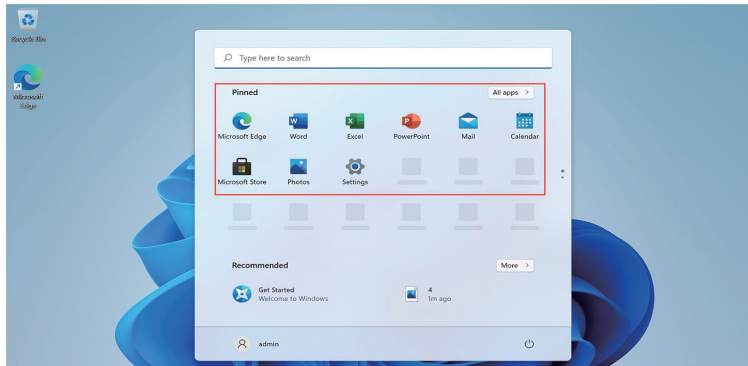 Recycle Bin
Microsoft
Edge
Type here to search
Pinned
All apps >
Microsoft Edge
Word
Excel
PowerPoint
Mail
Calendar
Microsoft Store
Photos
Settings
Recommended
More >
Get Started
Welcome to Windows
4
1m ago
admin